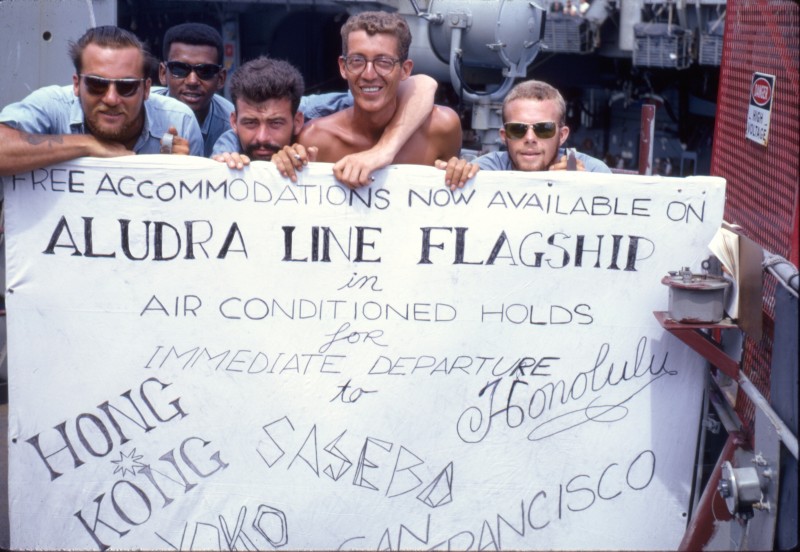 FREE ACCOMMODATIONS NOW AVAILABLE ON
ALUDRA LINE FLAGSHIP
in
AIR CONDITIONED HOLDS
for
IMMEDIATE DEPARTURE
to
HONG
KONG
SASEBO
Honolulu
YOKO
SAN FRANCISCO
DANGER
HIGH
VOLTAGE